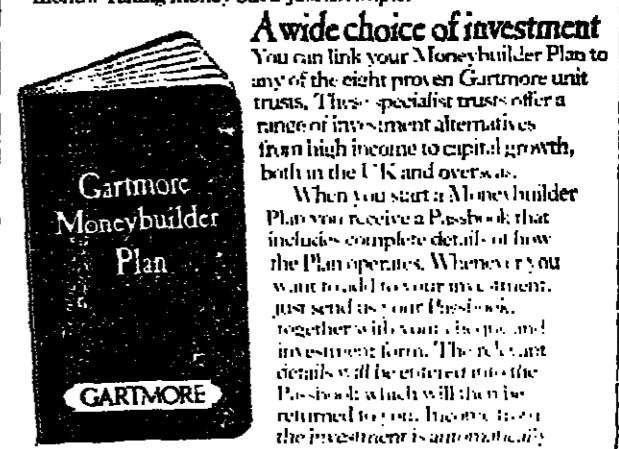 A wide choice of investment
You can link your Moneybuilder Plan to
any of the eight proven Gartmore unit
trusts. These specialist trusts offer a
range of investment alternatives
from high income to capital growth,
both in the UK and overseas.
When you start a Moneybuilder
Plan you receive a Passbook that
includes complete details of how
the Plan operates. Whenever you
want to add to your investment,
just send us your Passbook,
together with your cheque and
investment form. The relevant
details will be entered into the
Passbook which will then be
returned to you. Income from
the investment is automatically
Gartmore
Moneybuilder
Plan
GARTMORE